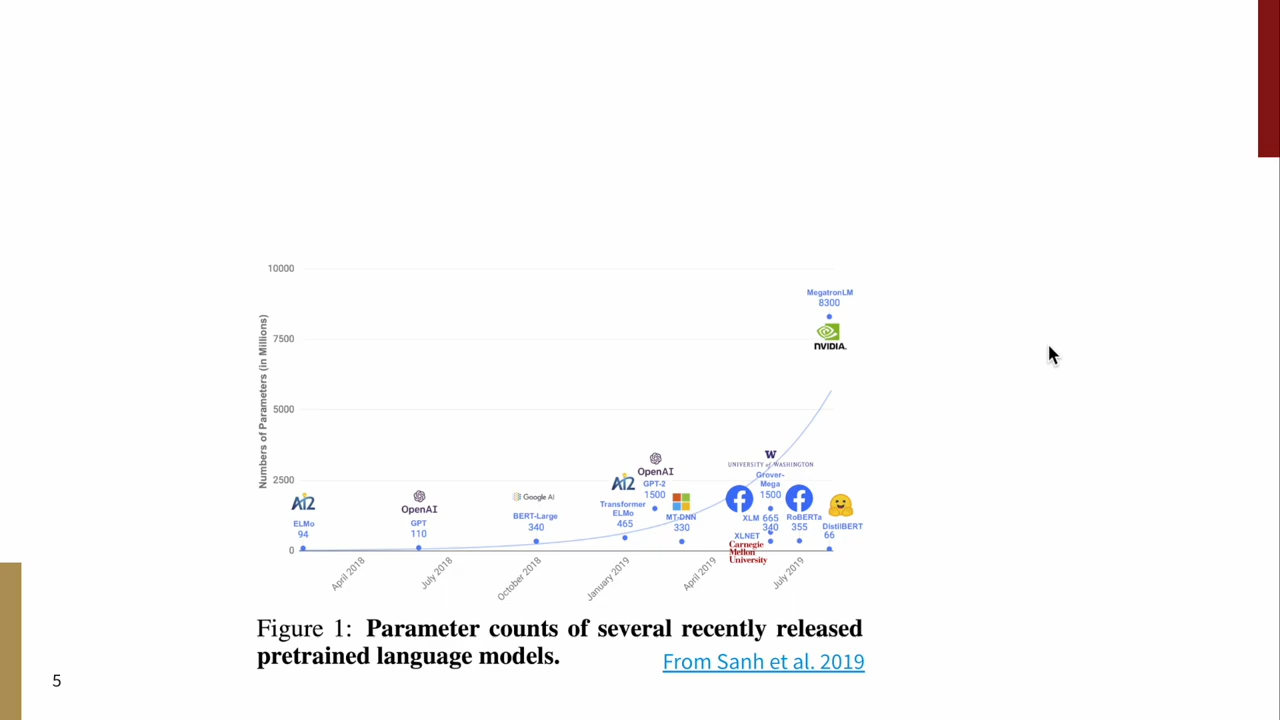 10000
7500
5000
2500
0
Numbers of Parameters (in Millions)
MegatronLM
8300
NVIDIA.
AI2
ELMo
94
OpenAI
GPT
110
Google AI
BERT-Large
340
AI2
Transformer
ELMo
465
OpenAI
GPT-2
1500
MT-DNN
330
W
UNIVERSITY of WASHINGTON
Grover-
Mega
1500
XLM 665
340
XLNET
Carnegie
Mellon
University
RoBERTa
355
DistilBERT
66
April 2018
July 2018
October 2018
January 2019
April 2019
July 2019
Figure 1: Parameter counts of several recently released
pretrained language models.
From Sanh et al. 2019
5